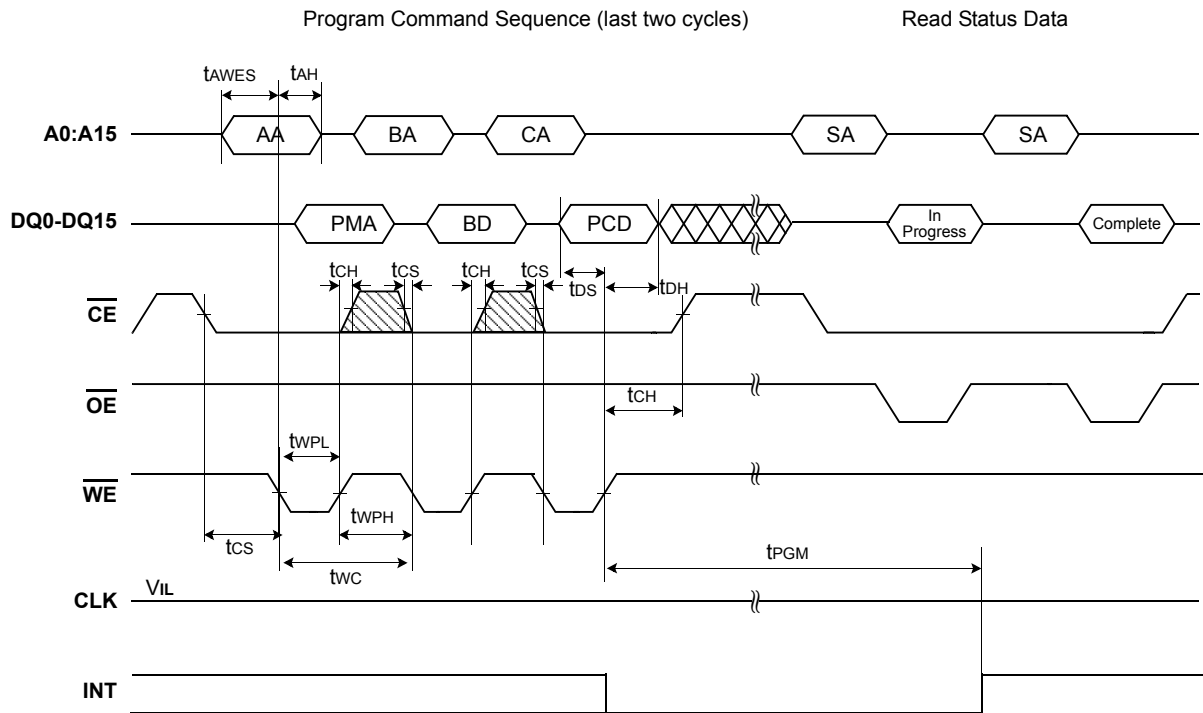 Program Command Sequence (last two cycles) Read Status Data
tAWES tAH
A0:A15 AA BA CA SA SA
DQ0-DQ15 PMA BD PCD In Progress Complete
tCH tCS tCH tCS tDS tDH
CE
OE tCH
tWPL
WE
tWPH
tCS tWC tPGM
CLK VIL
INT